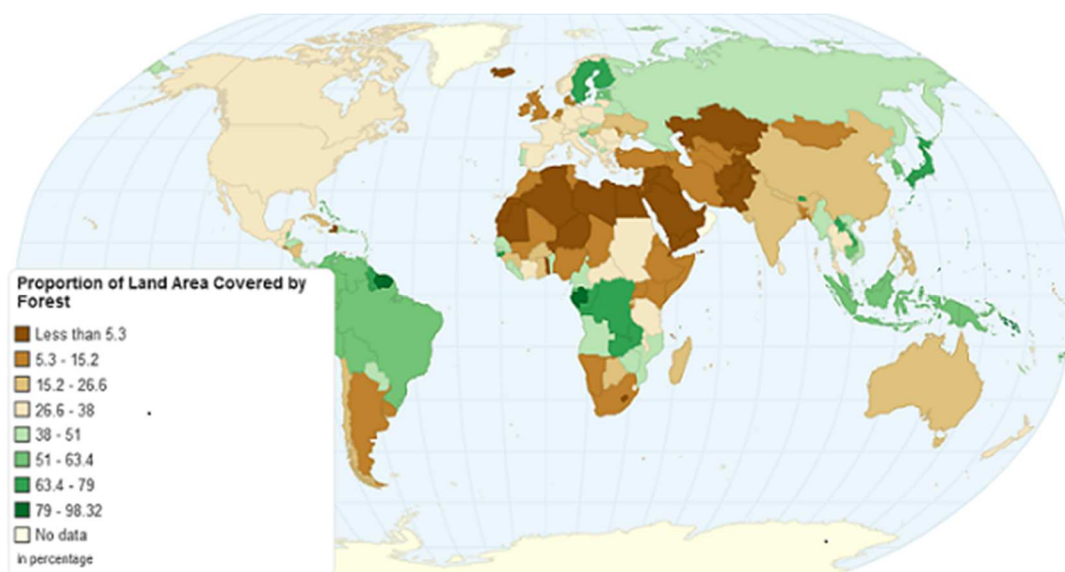 Proportion of Land Area Covered by
Forest
Less than 5.3
5.3 - 15.2
15.2 - 26.6
26.6 - 38
38 - 51
51 - 63.4
63.4 - 79
79 - 98.32
No data
in percentage